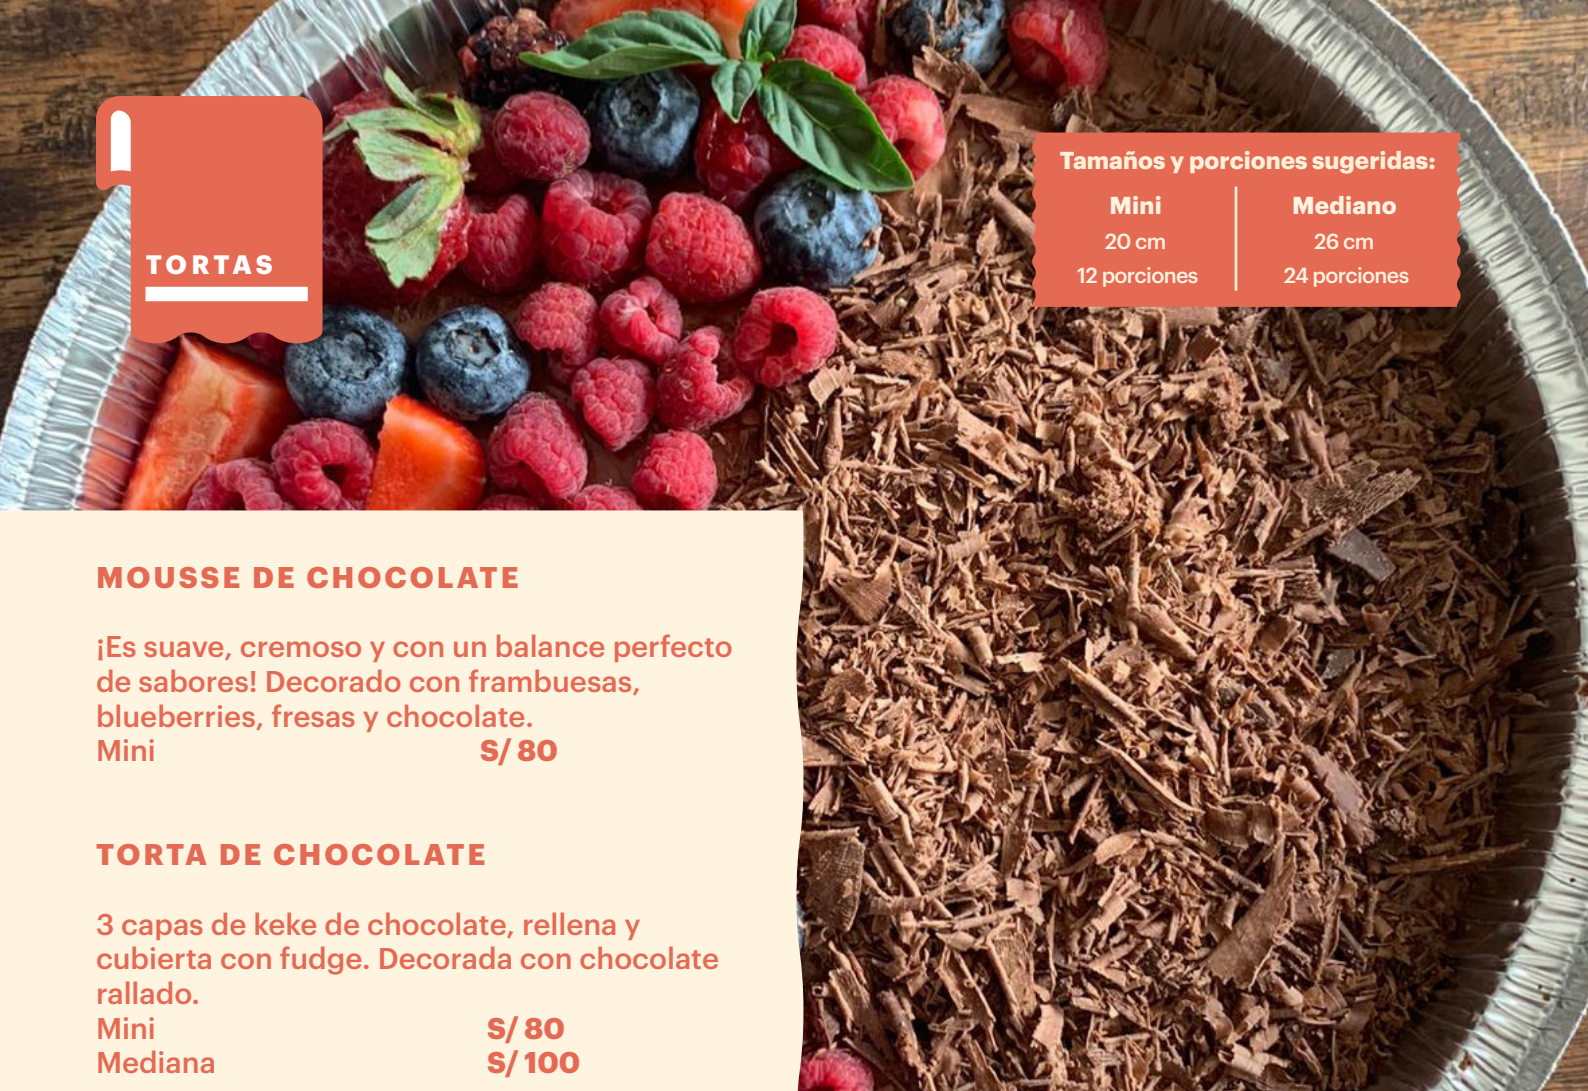 TORTAS
Tamaños y porciones sugeridas:
Mini
20 cm
12 porciones
Mediano
26 cm
24 porciones
MOUSSE DE CHOCOLATE
¡Es suave, cremoso y con un balance perfecto
de sabores! Decorado con frambuesas,
blueberries, fresas y chocolate.
Mini S/ 80
TORTA DE CHOCOLATE
3 capas de keke de chocolate, rellena y
cubierta con fudge. Decorada con chocolate
rallado.
Mini S/ 80
Mediana S/ 100